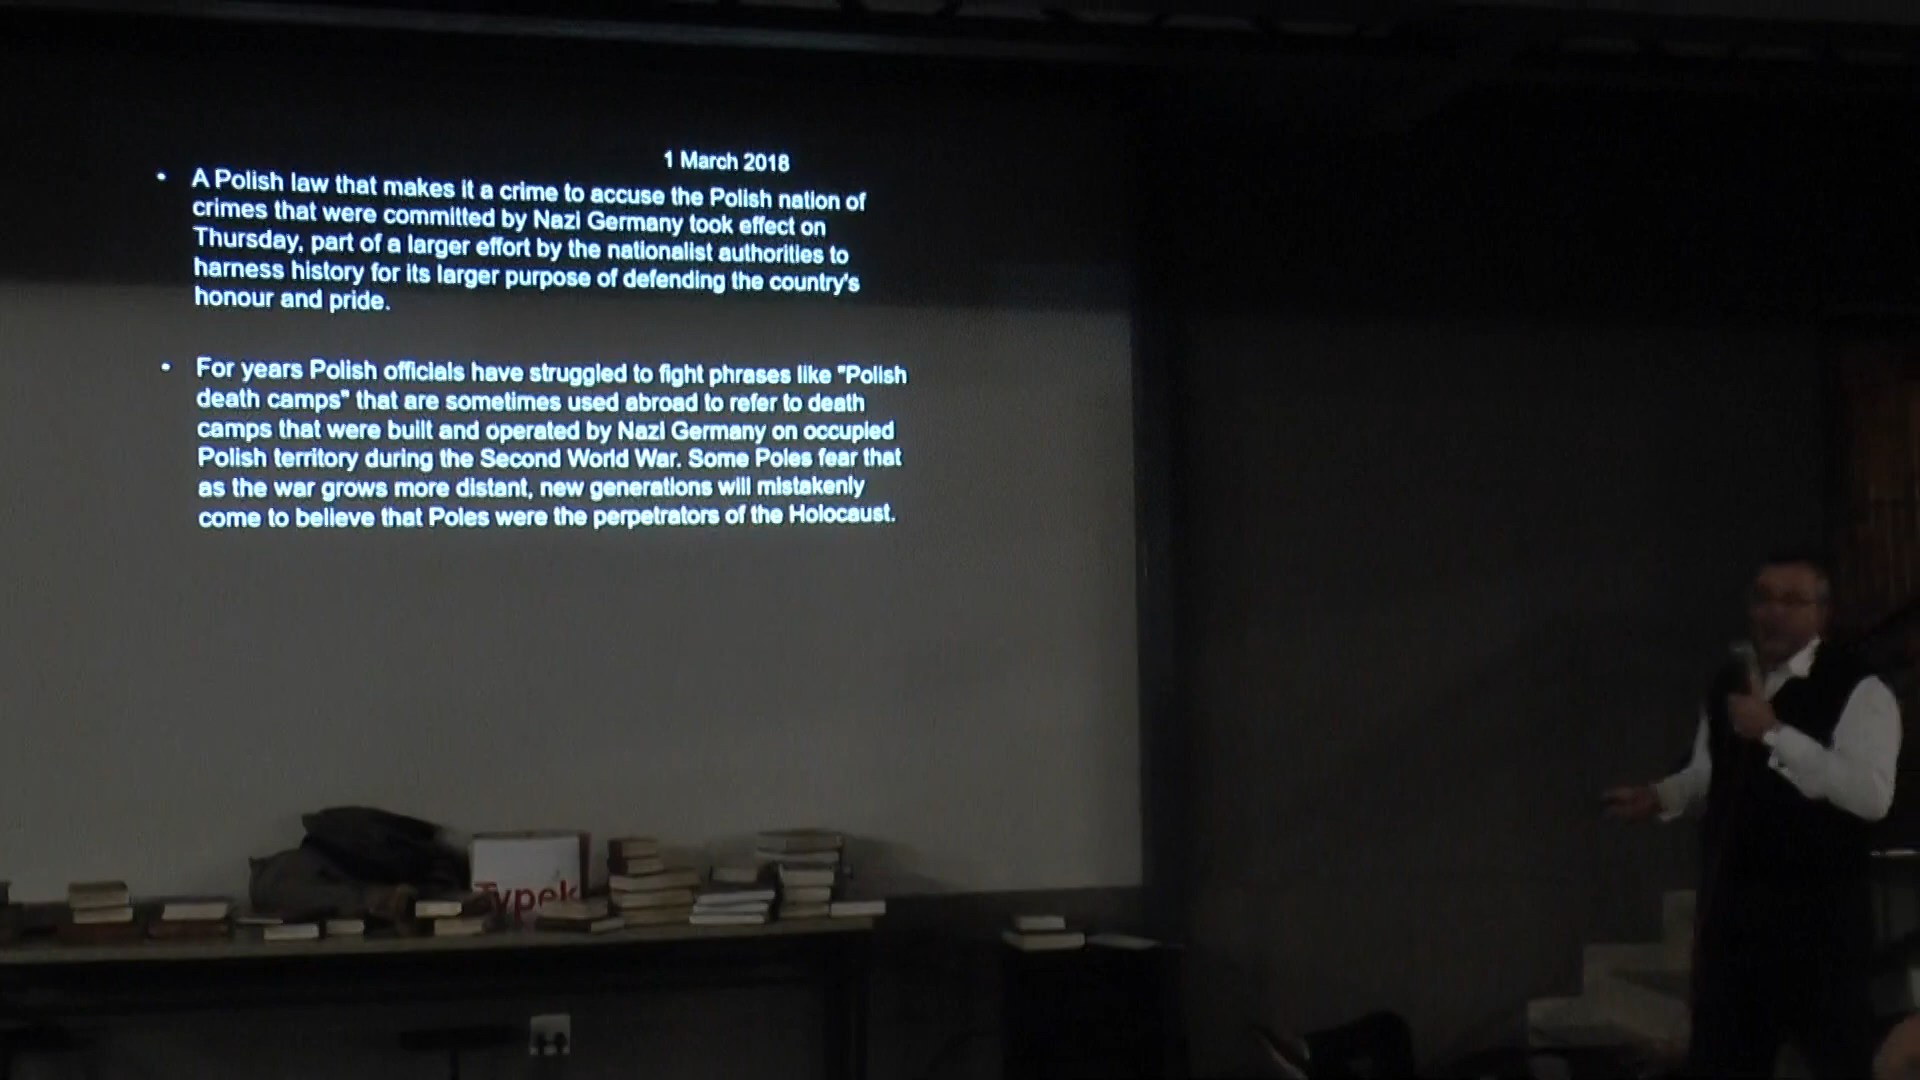 1 March 2018
• A Polish law that makes it a crime to accuse the Polish nation of
crimes that were committed by Nazi Germany took effect on
Thursday, part of a larger effort by the nationalist authorities to
harness history for its larger purpose of defending the country's
honour and pride.
• For years Polish officials have struggled to fight phrases like "Polish
death camps" that are sometimes used abroad to refer to death
camps that were built and operated by Nazi Germany on occupied
Polish territory during the Second World War. Some Poles fear that
as the war grows more distant, new generations will mistakenly
come to believe that Poles were the perpetrators of the Holocaust.
Typek